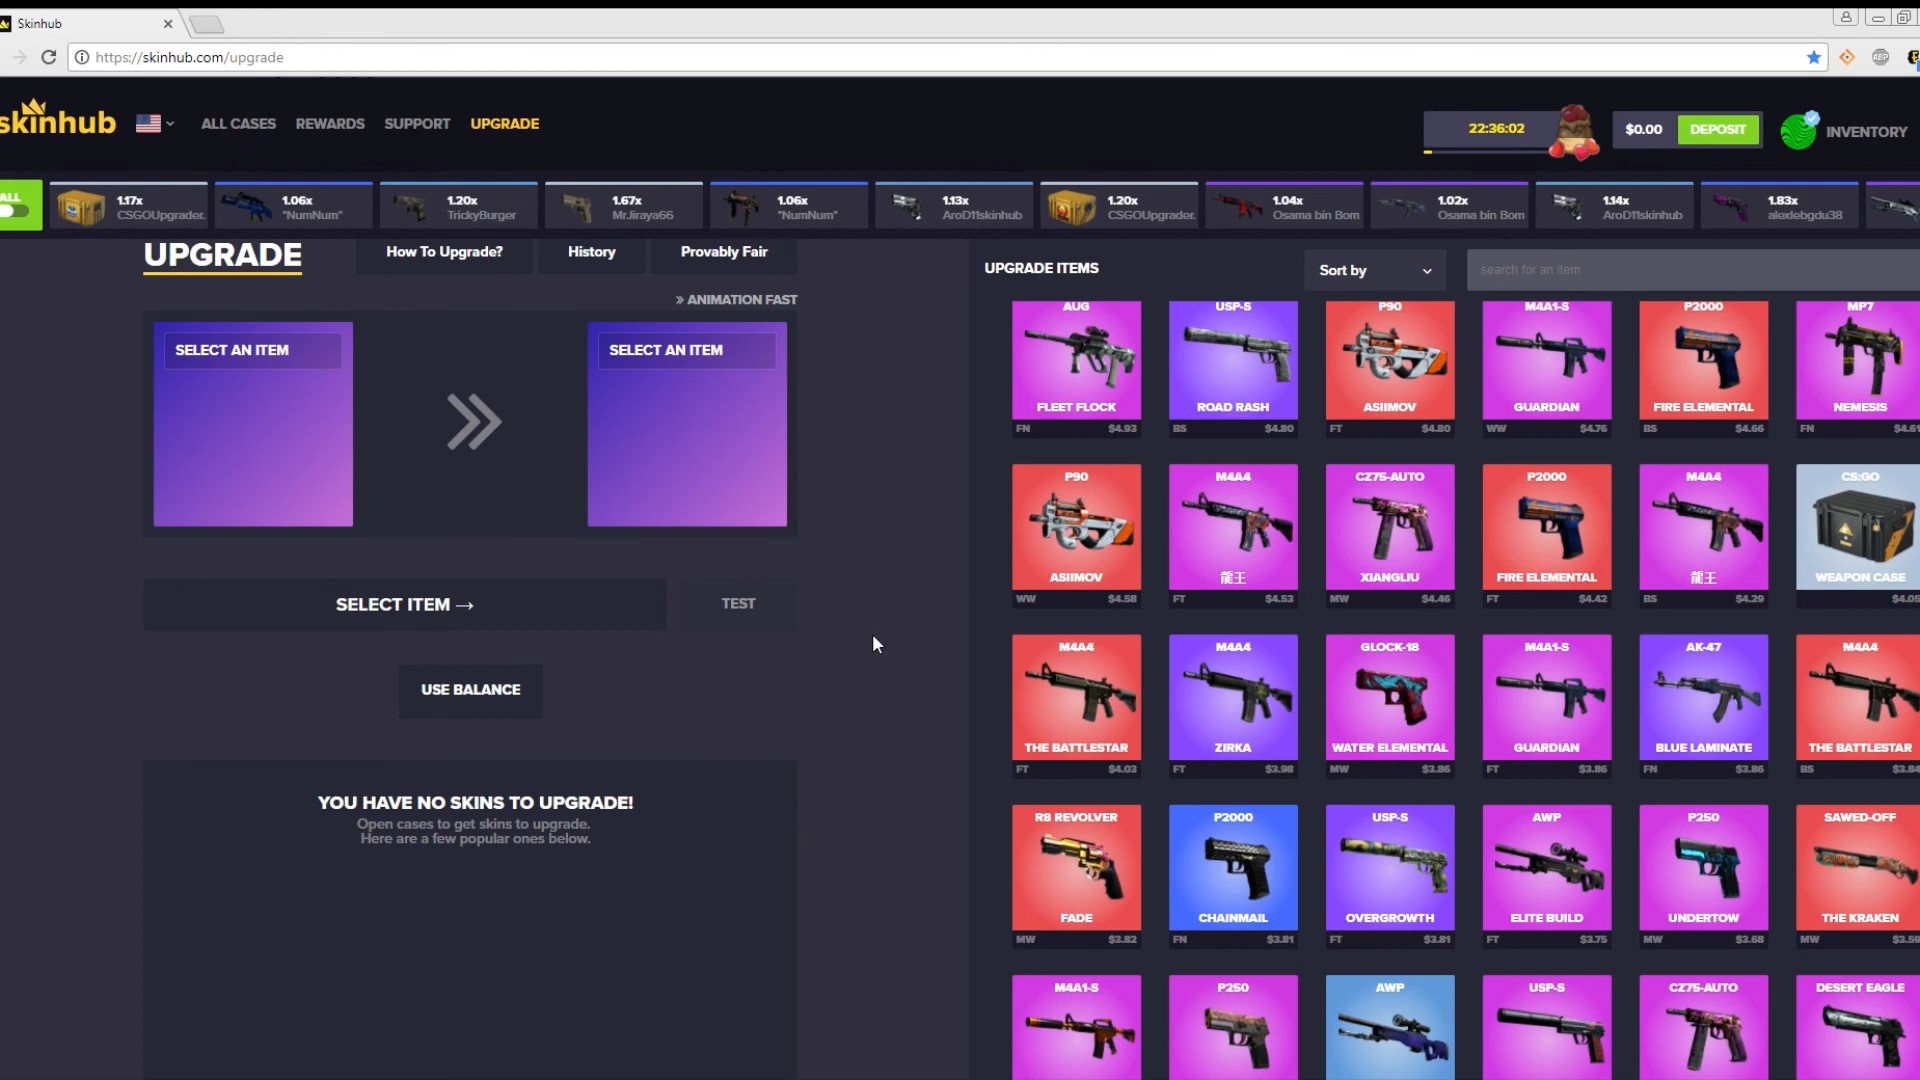 Skinhub
https://skinhub.com/upgrade
ABP
skinhub
ALL CASES
REWARDS
SUPPORT
UPGRADE
22:36:02
$0.00
DEPOSIT
INVENTORY
ALL
1.17x
CSGOUpgrader.
1.06x
"NumNum"
1.20x
TrickyBurger
1.67x
MrJiraya66
1.06x
"NumNum"
1.13x
AroD11skinhub
1.20x
CSGOUpgrader.
1.04x
Osama bin Bom
1.02x
Osama bin Bom
1.14x
AroD11skinhub
1.83x
alexlebgdu38
UPGRADE
How To Upgrade?
History
Provably Fair
» ANIMATION FAST
SELECT AN ITEM
SELECT AN ITEM
SELECT ITEM →
TEST
USE BALANCE
YOU HAVE NO SKINS TO UPGRADE!
Open cases to get skins to upgrade.
Here are a few popular ones below.
UPGRADE ITEMS
Sort by
search for an item
AUG
FLEET FLOCK
FN $4.93
USP-S
ROAD RASH
BS $4.80
P90
ASIIMOV
FT $4.80
M4A1-S
GUARDIAN
WW $4.76
P2000
FIRE ELEMENTAL
BS $4.66
MP7
NEMESIS
FN $4.61
P90
ASIIMOV
WW $4.58
M4A4
龍王
FT $4.53
CZ75-AUTO
XIANGLIU
MW $4.46
P2000
FIRE ELEMENTAL
FT $4.42
M4A4
龍王
BS $4.29
CS:GO
WEAPON CASE
$4.05
M4A4
THE BATTLESTAR
FT $4.03
M4A4
ZIRKA
FT $3.98
GLOCK-18
WATER ELEMENTAL
MW $3.86
M4A1-S
GUARDIAN
FT $3.86
AK-47
BLUE LAMINATE
FN $3.86
M4A4
THE BATTLESTAR
BS $3.84
R8 REVOLVER
FADE
MW $3.82
P2000
CHAINMAIL
FN $3.81
USP-S
OVERGROWTH
FT $3.81
AWP
ELITE BUILD
FT $3.75
P250
UNDERTOW
MW $3.68
SAWED-OFF
THE KRAKEN
MW $3.59
M4A1-S
P250
AWP
USP-S
CZ75-AUTO
DESERT EAGLE